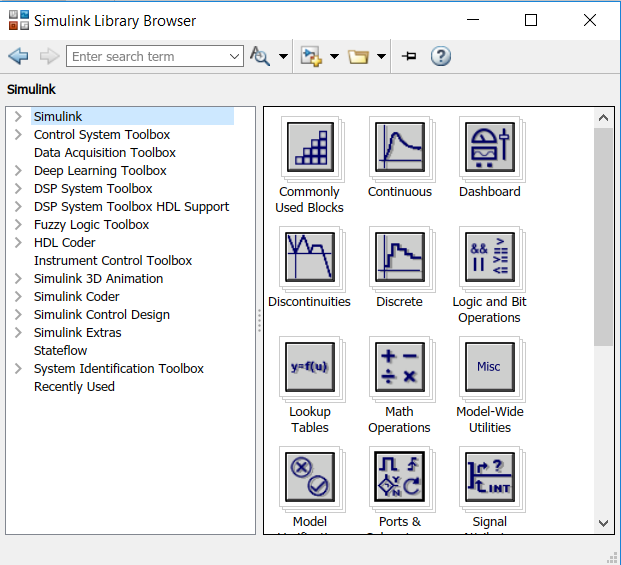 Simulink Library Browser
Enter search term
Simulink
Simulink
Control System Toolbox
Data Acquisition Toolbox
Deep Learning Toolbox
DSP System Toolbox
DSP System Toolbox HDL Support
Fuzzy Logic Toolbox
HDL Coder
Instrument Control Toolbox
Simulink 3D Animation
Simulink Coder
Simulink Control Design
Simulink Extras
Stateflow
System Identification Toolbox
Recently Used
Commonly
Used Blocks
Continuous
Dashboard
Discontinuities
Discrete
&& >
|| >=
==
<=
Logic and Bit
Operations
y=f(u)
Lookup
Tables
+ −
÷ ×
Math
Operations
Misc
Model-Wide
Utilities
Model
Y
N
Ports &
?
INT
Signal